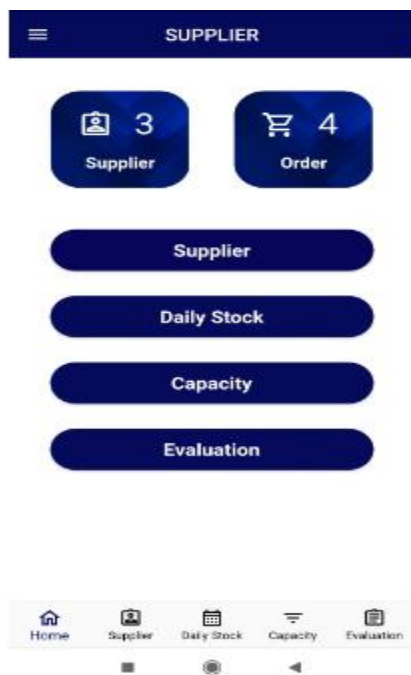 SUPPLIER
3
Supplier
4
Order
Supplier
Daily Stock
Capacity
Evaluation
Home
Supplier
Daily Stock
Capacity
Evaluation